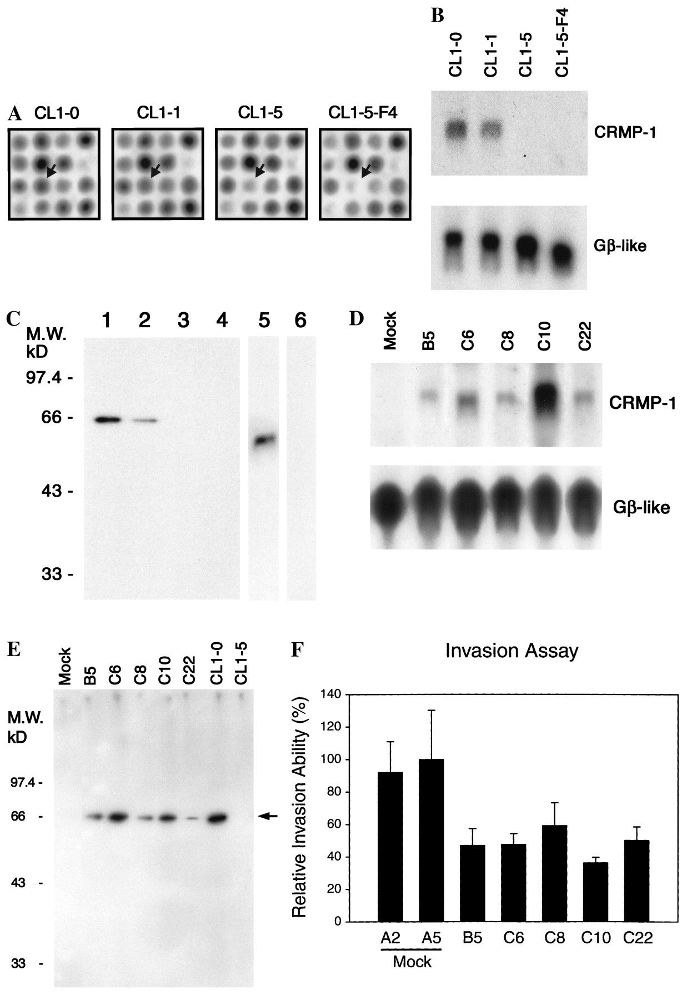 A
CL1-0 CL1-1 CL1-5 CL1-5-F4
B
CL1-0 CL1-1 CL1-5 CL1-5-F4
CRMP-1
Gβ-like
C
1 2 3 4 5 6
M.W.
kD
97.4 -
66 -
43 -
33 -
D
Mock B5 C6 C8 C10 C22
CRMP-1
Gβ-like
E
Mock B5 C6 C8 C10 C22 CL1-0 CL1-5
M.W.
kD
97.4 -
66 -
43 -
33 -
F
Invasion Assay
Relative Invasion Ability (%)
140
120
100
80
60
40
20
0
A2 A5 B5 C6 C8 C10 C22
Mock